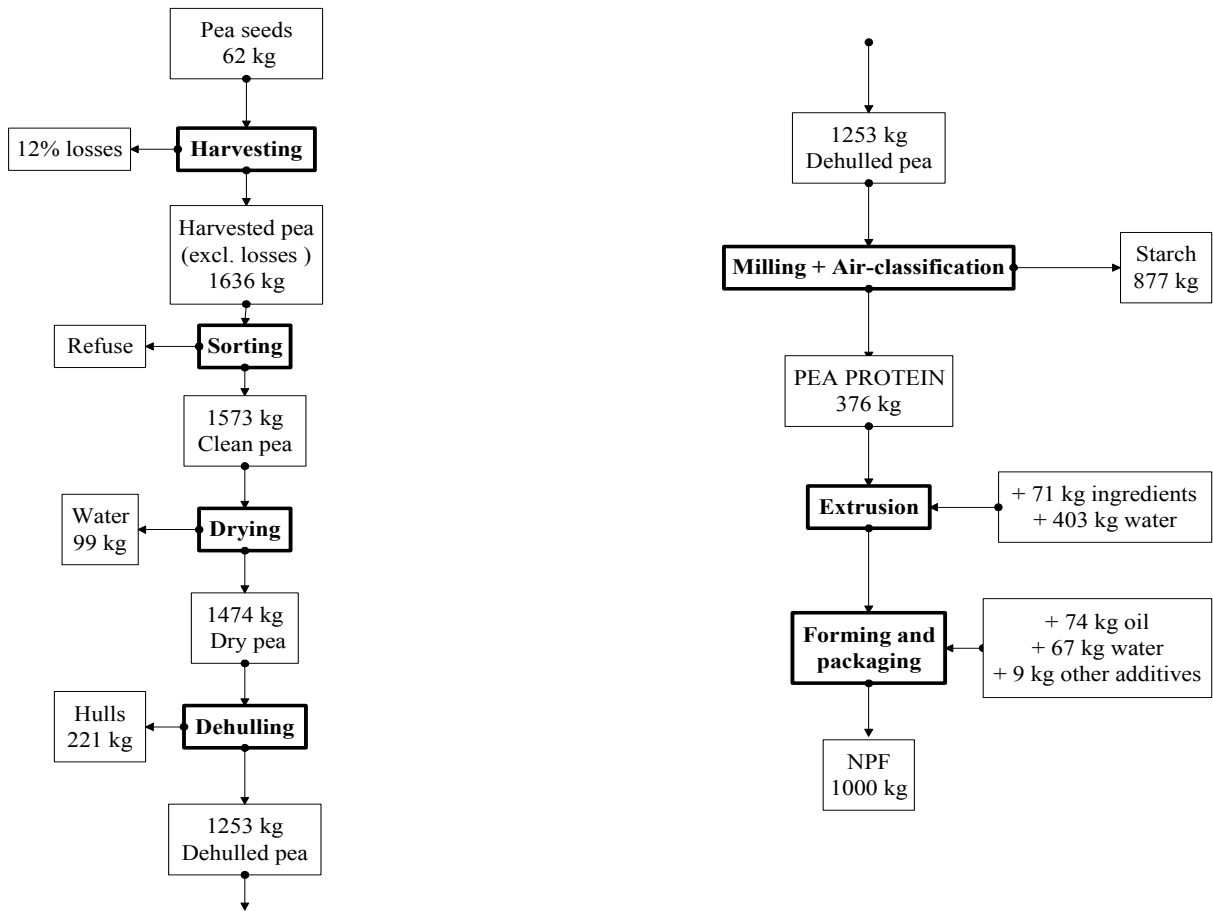 Pea seeds
62 kg
12% losses
Harvesting
Harvested pea
(excl. losses )
1636 kg
Refuse
Sorting
1573 kg
Clean pea
Water
99 kg
Drying
1474 kg
Dry pea
Hulls
221 kg
Dehulling
1253 kg
Dehulled pea
1253 kg
Dehulled pea
Milling + Air-classification
Starch
877 kg
PEA PROTEIN
376 kg
Extrusion
+ 71 kg ingredients
+ 403 kg water
Forming and
packaging
+ 74 kg oil
+ 67 kg water
+ 9 kg other additives
NPF
1000 kg